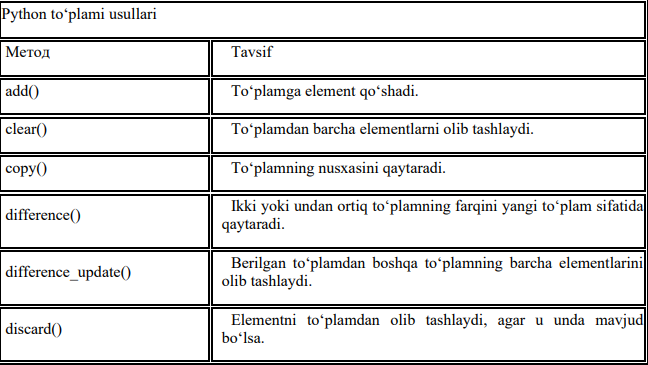 Python to‘plami usullari
Метод
Tavsif
add()
To‘plamga element qo‘shadi.
clear()
To‘plamdan barcha elementlarni olib tashlaydi.
copy()
To‘plamning nusxasini qaytaradi.
difference()
Ikki yoki undan ortiq to‘plamning farqini yangi to‘plam sifatida
qaytaradi.
difference_update()
Berilgan to‘plamdan boshqa to‘plamning barcha elementlarini
olib tashlaydi.
discard()
Elementni to‘plamdan olib tashlaydi, agar u unda mavjud
bo‘lsa.